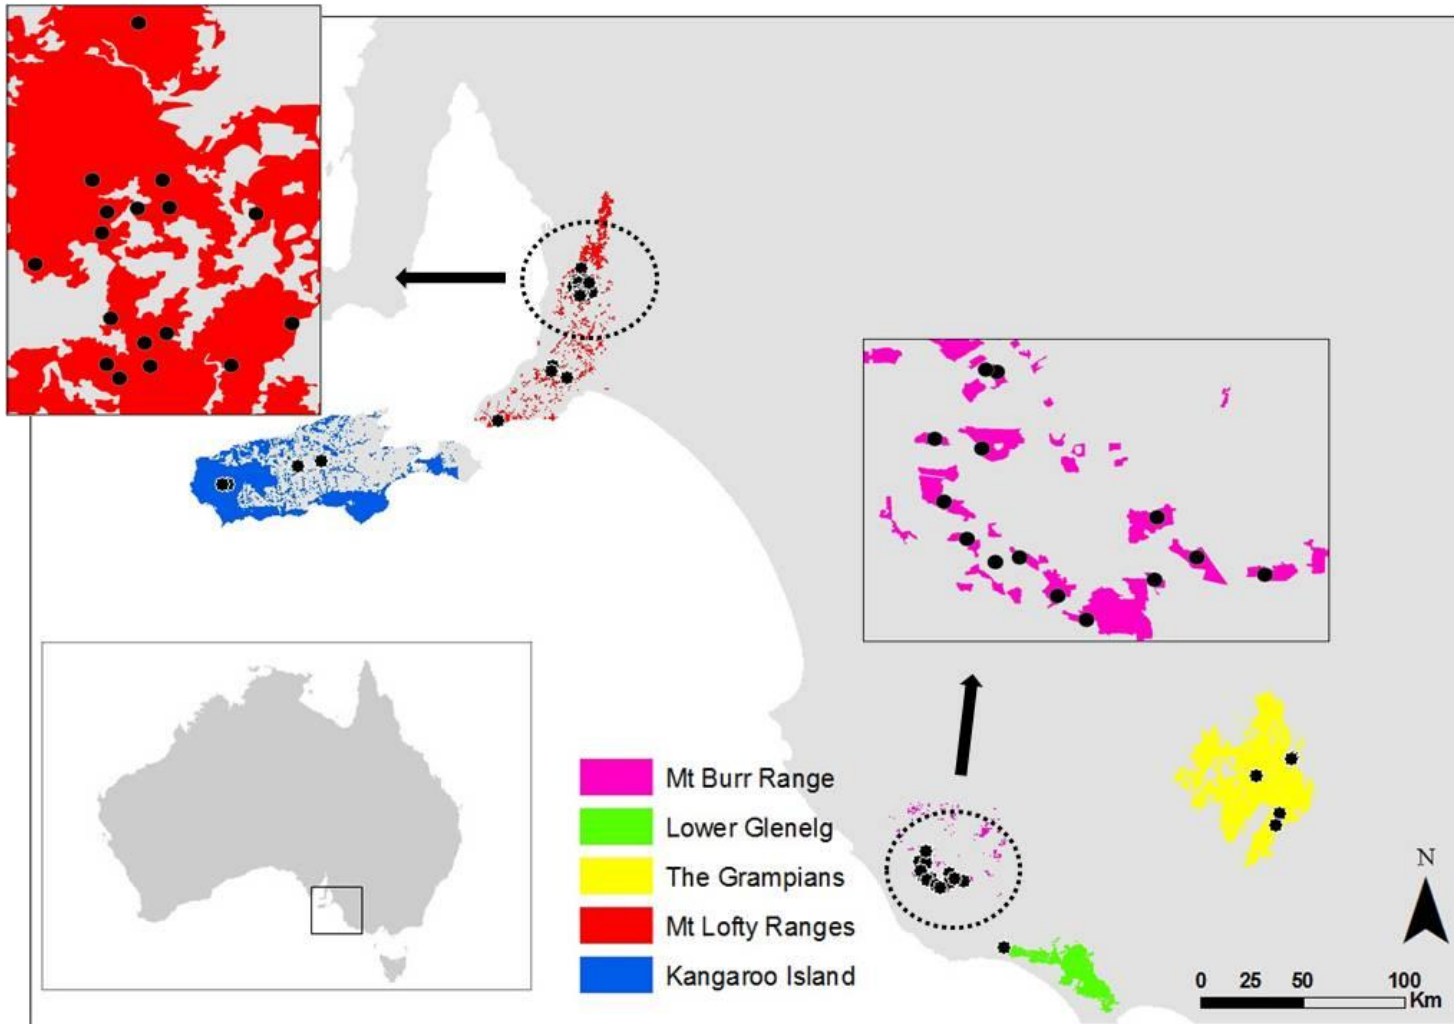 Mt Burr Range
Lower Glenelg
The Grampians
Mt Lofty Ranges
Kangaroo Island
N
0 25 50 100
Km